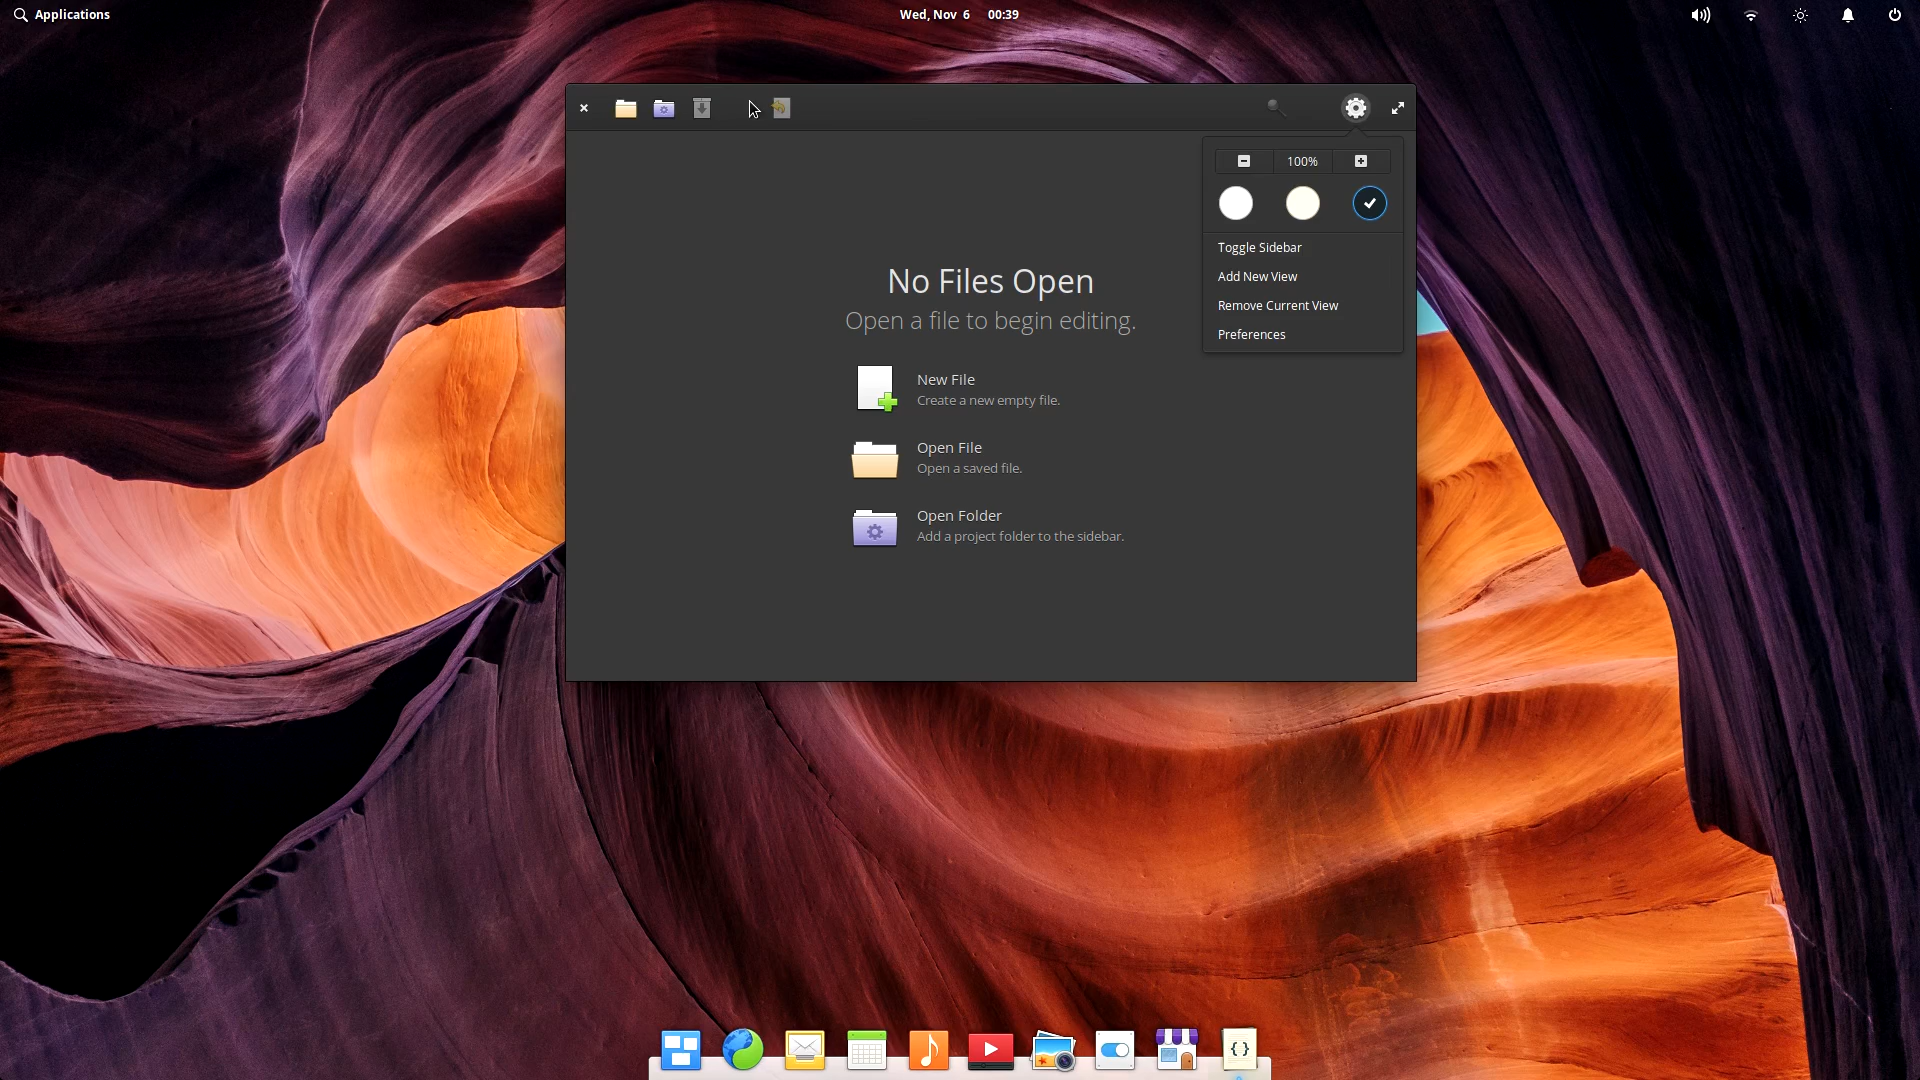 Applications
Wed, Nov 6 00:39
100%
Toggle Sidebar
Add New View
Remove Current View
Preferences
No Files Open
Open a file to begin editing.
New File
Create a new empty file.
Open File
Open a saved file.
Open Folder
Add a project folder to the sidebar.
{}